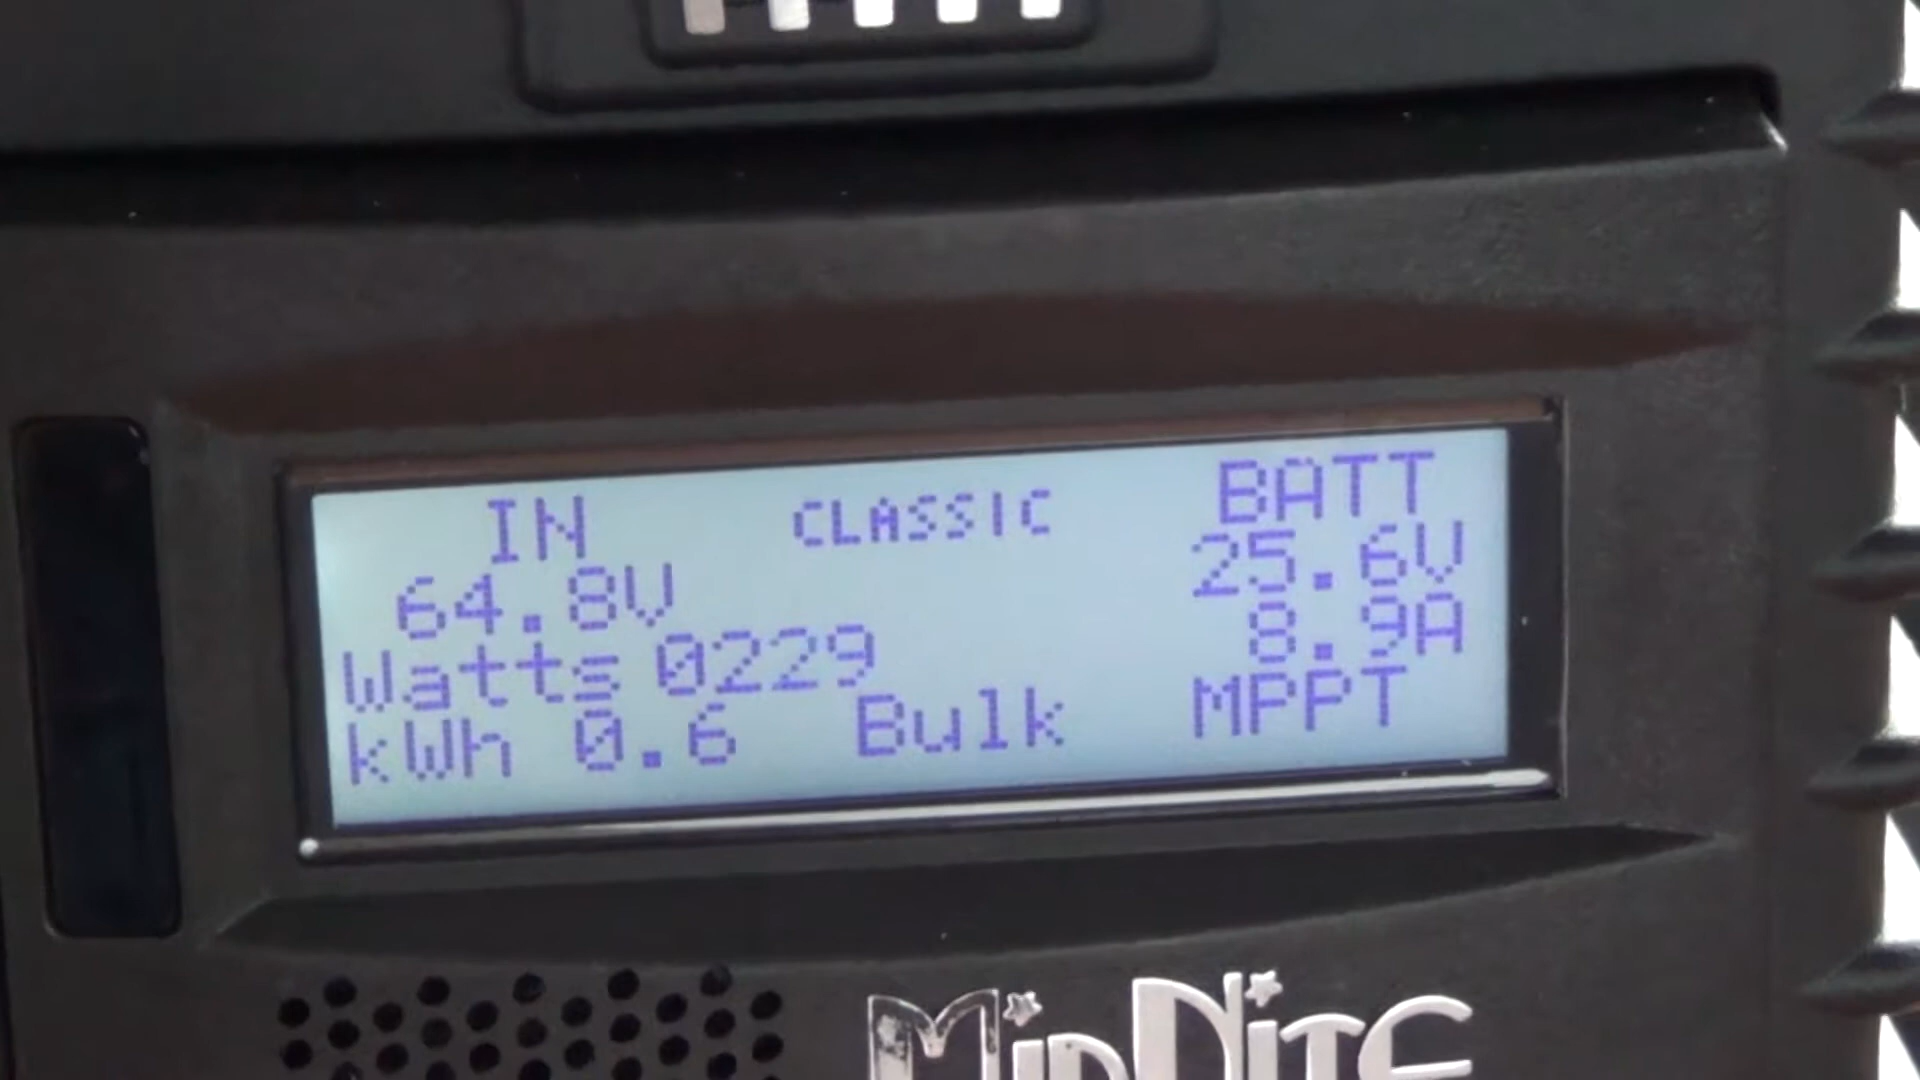 IN CLASSIC BATT
64.8V 25.6V
Watts 0229 8.9A
kWh 0.6 Bulk MPPT
MIDNITE